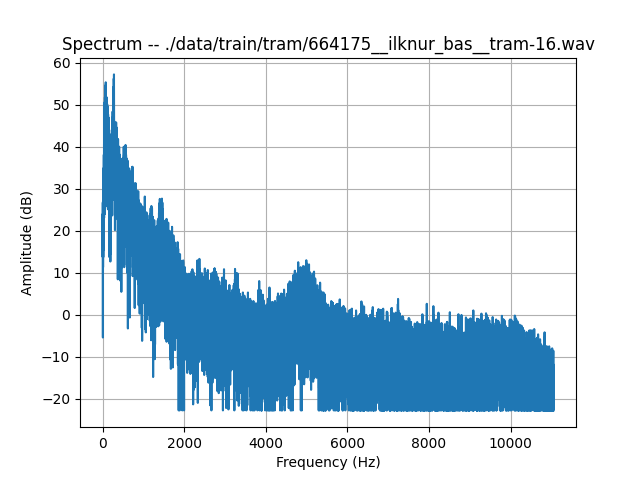 Spectrum -- ./data/train/tram/664175__ilknur_bas__tram-16.wav
60
50
40
30
20
10
0
−10
−20
Amplitude (dB)
0 2000 4000 6000 8000 10000
Frequency (Hz)